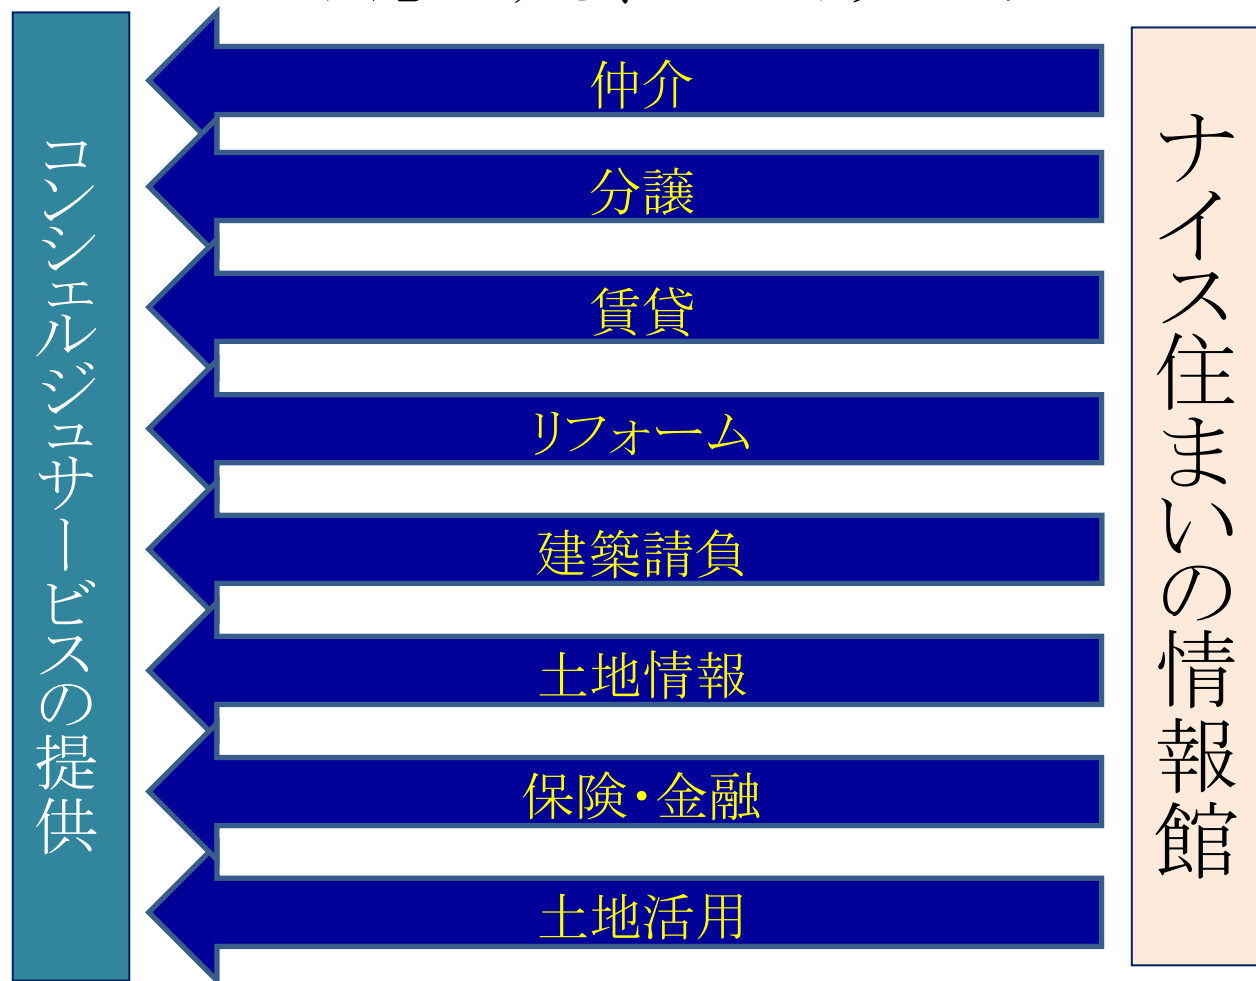 ナイス住まいの情報館
仲介
分譲
賃貸
リフォーム
建築請負
土地情報
保険・金融
土地活用
コンシェルジュサービスの提供